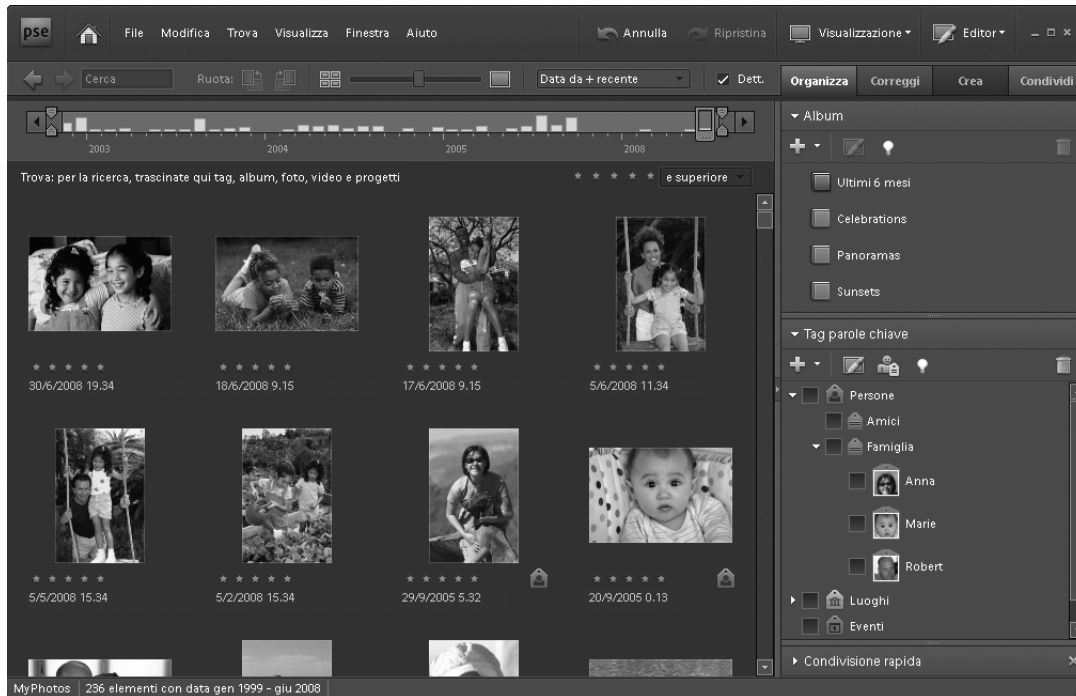 pse File Modifica Trova Visualizza Finestra Aiuto Annulla Ripristina Visualizzazione Editor
Cerca Ruota: Data da + recente Dett. Organizza Correggi Crea Condividi
2003 2004 2005 2008
Trova: per la ricerca, trascinate qui tag, album, foto, video e progetti e superiore
30/6/2008 19.34 18/6/2008 9.15 17/6/2008 9.15 5/6/2008 11.34
5/5/2008 15.34 5/2/2008 15.34 29/9/2005 5.32 20/9/2005 0.13
Album
Ultimi 6 mesi
Celebrations
Panoramas
Sunsets
Tag parole chiave
Persone
Amici
Famiglia
Anna
Marie
Robert
Luoghi
Eventi
Condivisione rapida
MyPhotos 236 elementi con data gen 1999 - giu 2008